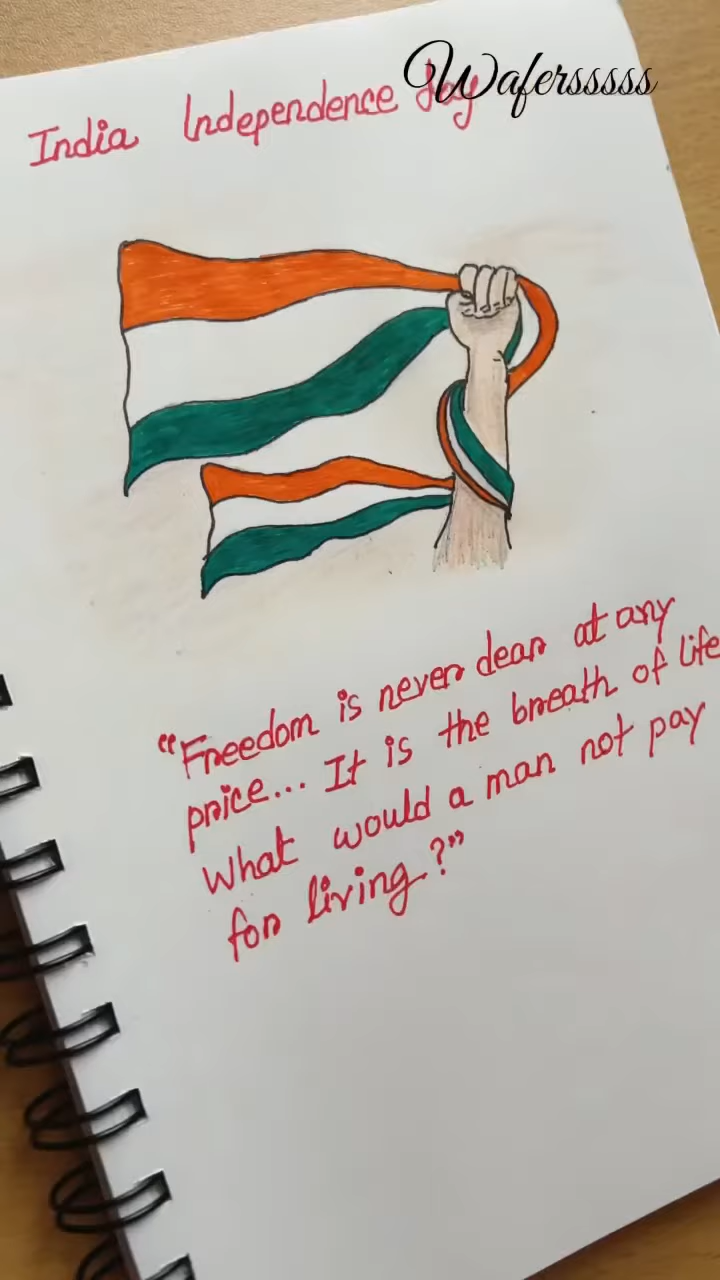 Wafersssss
India Independence day
"Freedom is never dear at any
price... It is the breath of life
What would a man not pay
for living?"